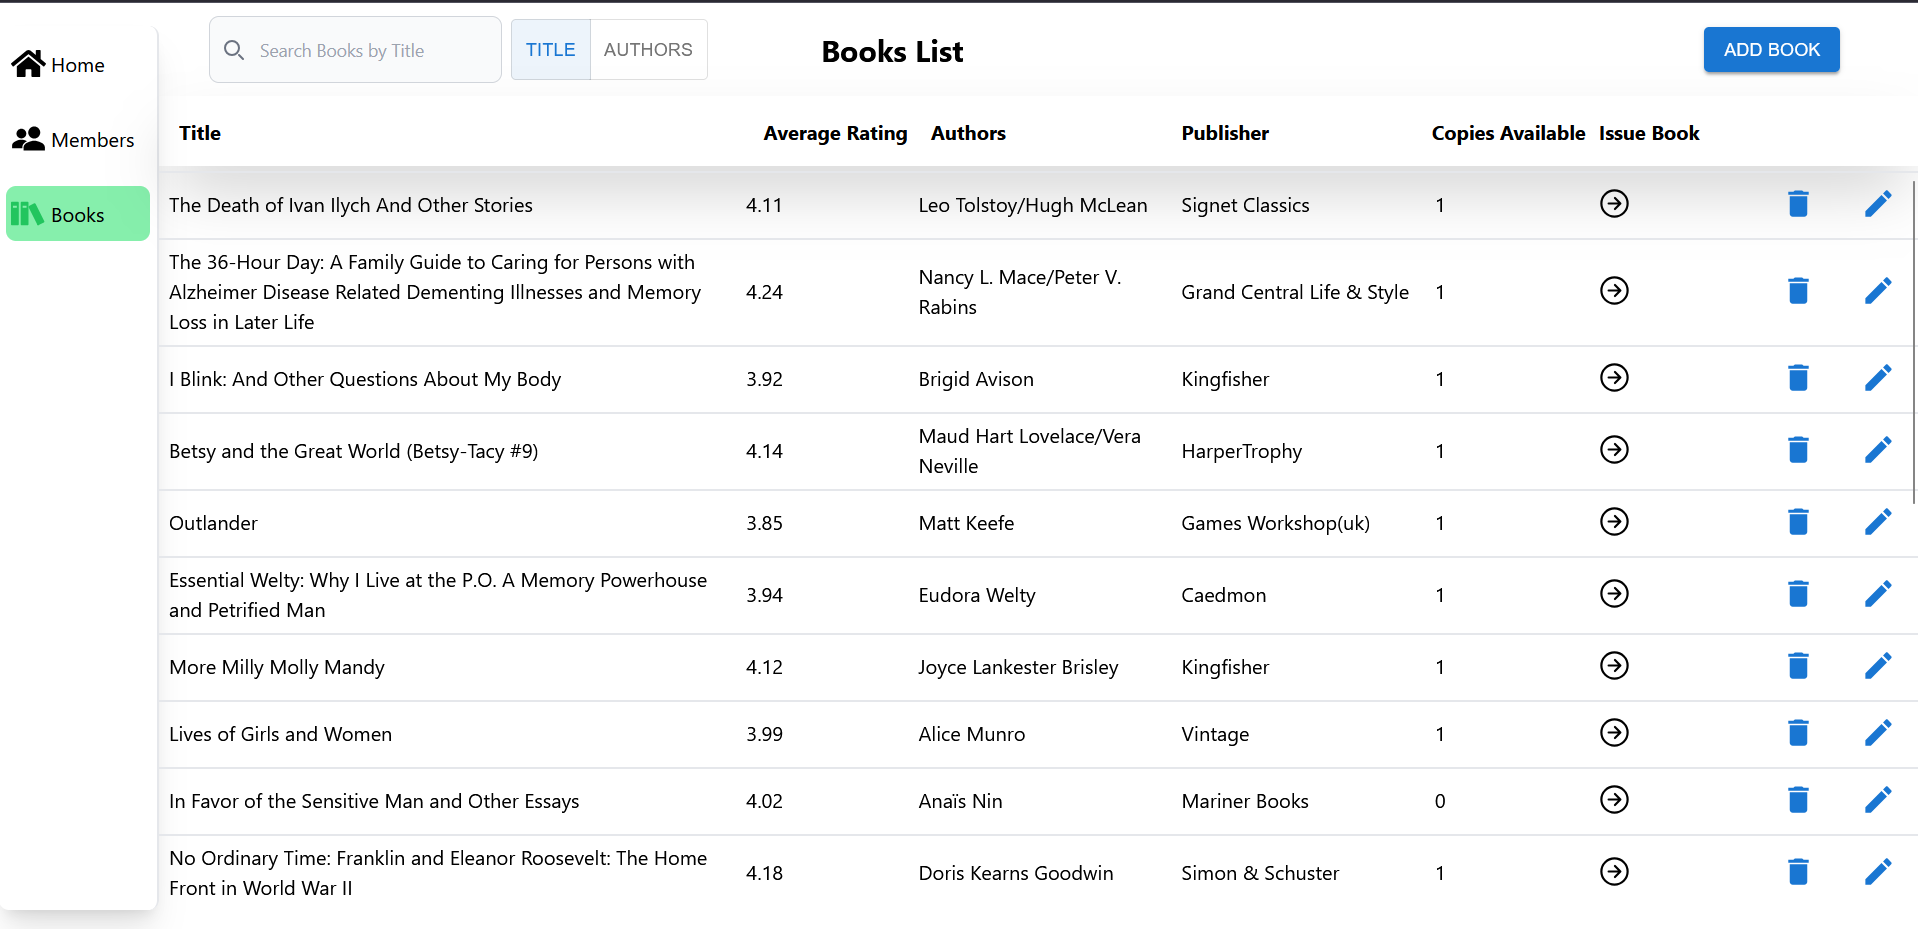 Home
Members
Books
Search Books by Title
TITLE
AUTHORS
Books List
ADD BOOK
Title Average Rating Authors Publisher Copies Available Issue Book
The Death of Ivan Ilych And Other Stories 4.11 Leo Tolstoy/Hugh McLean Signet Classics 1
The 36-Hour Day: A Family Guide to Caring for Persons with
Alzheimer Disease Related Dementing Illnesses and Memory
Loss in Later Life
4.24
Nancy L. Mace/Peter V.
Rabins
Grand Central Life & Style 1
I Blink: And Other Questions About My Body 3.92 Brigid Avison Kingfisher 1
Betsy and the Great World (Betsy-Tacy #9) 4.14
Maud Hart Lovelace/Vera
Neville
HarperTrophy 1
Outlander 3.85 Matt Keefe Games Workshop(uk) 1
Essential Welty: Why I Live at the P.O. A Memory Powerhouse
and Petrified Man
3.94 Eudora Welty Caedmon 1
More Milly Molly Mandy 4.12 Joyce Lankester Brisley Kingfisher 1
Lives of Girls and Women 3.99 Alice Munro Vintage 1
In Favor of the Sensitive Man and Other Essays 4.02 Anaïs Nin Mariner Books 0
No Ordinary Time: Franklin and Eleanor Roosevelt: The Home
Front in World War II
4.18 Doris Kearns Goodwin Simon & Schuster 1